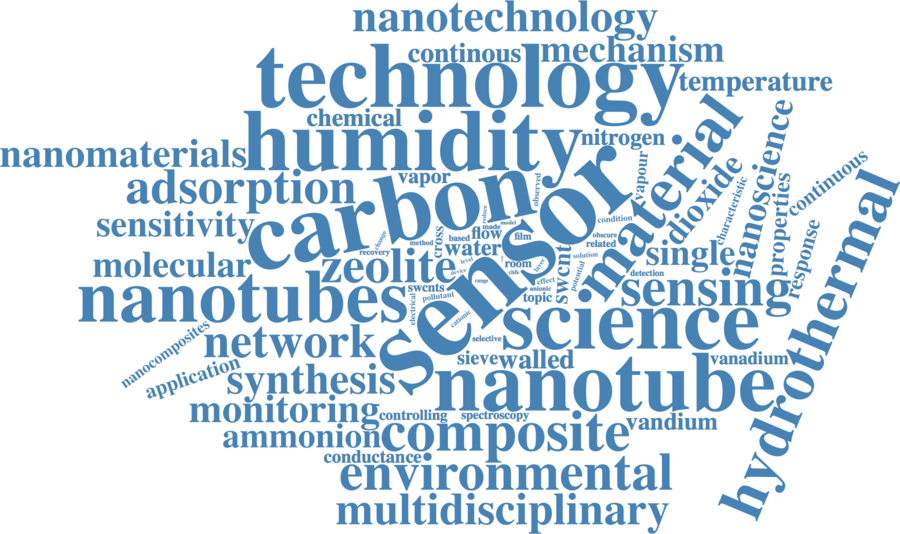 nanotechnology
continous
mechanism
technology
temperature
chemical
humidity
nitrogen
nanomaterials
adsorption
vapor
carbon
sensor
material
vapour
dioxide
characteristic
nanoscience
properties
continuous
response
hydrothermal
sensitivity
observed
reduce
made
model
condition
cross
flow
film
based
method
change
recovery
water
obscure
related
single
molecular
zeolite
level
room
layer
solution
swcnt
potential
detection
sensing
device
chfs
effect
range
anionic
nanotubes
swcnts
pollutant
electrical
topic
cationic
science
gas
network
selective
nanocomposites
application
sieve
walled
vanadium
synthesis
nanotube
monitoring
controlling
spectroscopy
vandium
ammonion
composite
conductance
environmental
multidisciplinary